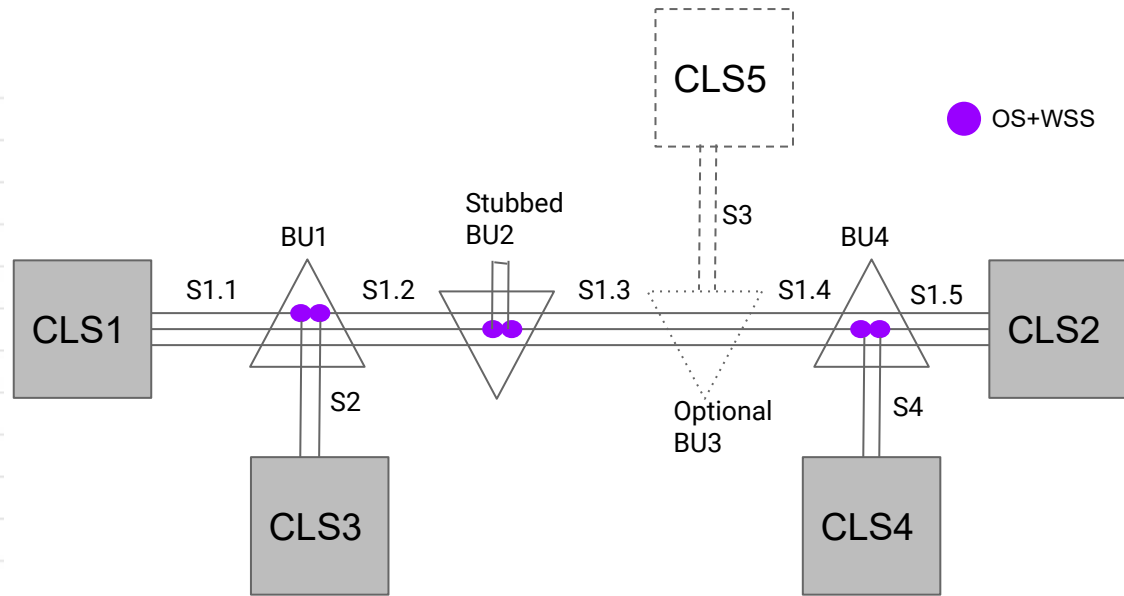 CLS5
OS+WSS
Stubbed
BU2
S3
BU1
BU4
S1.1
S1.2
S1.3
S1.4
S1.5
CLS1
CLS2
S2
Optional
BU3
S4
CLS3
CLS4